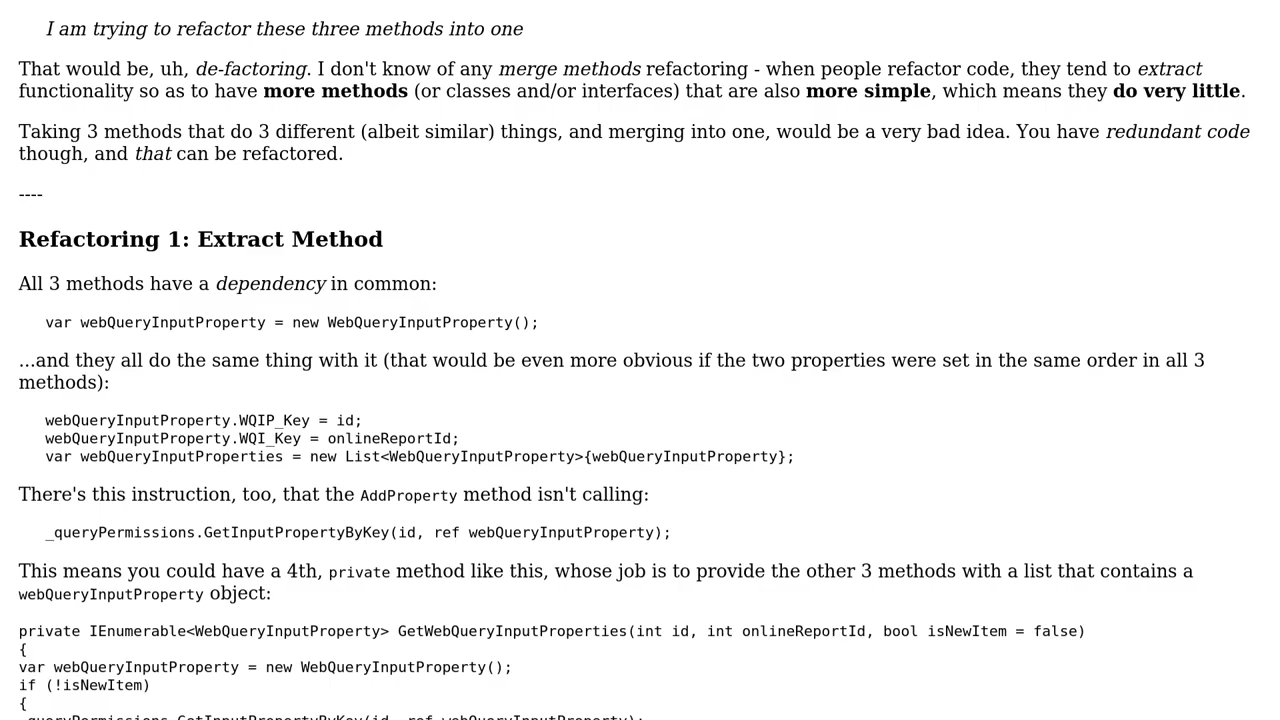 I am trying to refactor these three methods into one
That would be, uh, de-factoring. I don't know of any merge methods refactoring - when people refactor code, they tend to extract
functionality so as to have more methods (or classes and/or interfaces) that are also more simple, which means they do very little.
Taking 3 methods that do 3 different (albeit similar) things, and merging into one, would be a very bad idea. You have redundant code
though, and that can be refactored.
----
Refactoring 1: Extract Method
All 3 methods have a dependency in common:
var webQueryInputProperty = new WebQueryInputProperty();
...and they all do the same thing with it (that would be even more obvious if the two properties were set in the same order in all 3
methods):
webQueryInputProperty.WQIP_Key = id;
webQueryInputProperty.WQI_Key = onlineReportId;
var webQueryInputProperties = new List<WebQueryInputProperty>{webQueryInputProperty};
There's this instruction, too, that the AddProperty method isn't calling:
_queryPermissions.GetInputPropertyByKey(id, ref webQueryInputProperty);
This means you could have a 4th, private method like this, whose job is to provide the other 3 methods with a list that contains a
webQueryInputProperty object:
private IEnumerable<WebQueryInputProperty> GetWebQueryInputProperties(int id, int onlineReportId, bool isNewItem = false)
{
var webQueryInputProperty = new WebQueryInputProperty();
if (!isNewItem)
{
_queryPermissions.GetInputPropertyByKey(id, ref webQueryInputProperty);